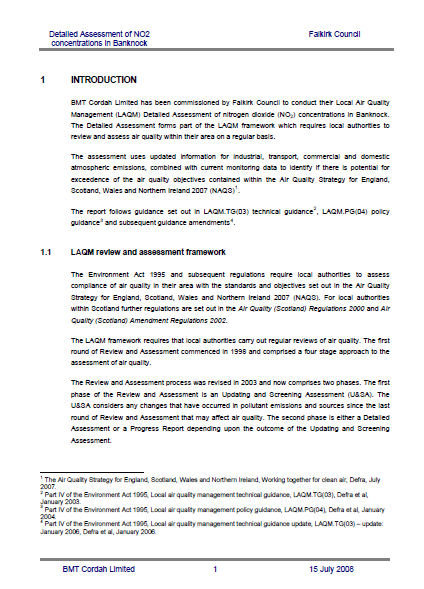 Detailed Assessment of NO2 Falkirk Council
concentrations in Banknock
1 INTRODUCTION
BMT Cordah Limited has been commissioned by Falkirk Council to conduct their Local Air Quality
Management (LAQM) Detailed Assessment of nitrogen dioxide (NO2) concentrations in Banknock.
The Detailed Assessment forms part of the LAQM framework which requires local authorities to
review and assess air quality within their area on a regular basis.
The assessment uses updated information for industrial, transport, commercial and domestic
atmospheric emissions, combined with current monitoring data to identify if there is potential for
exceedence of the air quality objectives contained within the Air Quality Strategy for England,
Scotland, Wales and Northern Ireland 2007 (NAQS)1.
The report follows guidance set out in LAQM.TG(03) technical guidance2, LAQM.PG(04) policy
guidance3 and subsequent guidance amendments4.
1.1 LAQM review and assessment framework
The Environment Act 1995 and subsequent regulations require local authorities to assess
compliance of air quality in their area with the standards and objectives set out in the Air Quality
Strategy for England, Scotland, Wales and Northern Ireland 2007 (NAQS). For local authorities
within Scotland further regulations are set out in the Air Quality (Scotland) Regulations 2000 and Air
Quality (Scotland) Amendment Regulations 2002.
The LAQM framework requires that local authorities carry out regular reviews of air quality. The first
round of Review and Assessment commenced in 1998 and comprised a four stage approach to the
assessment of air quality.
The Review and Assessment process was revised in 2003 and now comprises two phases. The first
phase of the Review and Assessment is an Updating and Screening Assessment (U&SA). The
U&SA considers any changes that have occurred in pollutant emissions and sources since the last
round of Review and Assessment that may affect air quality. The second phase is either a Detailed
Assessment or a Progress Report depending upon the outcome of the Updating and Screening
Assessment.
1 The Air Quality Strategy for England, Scotland, Wales and Northern Ireland, Working together for clean air, Defra, July
2007.
2 Part IV of the Environment Act 1995, Local air quality management technical guidance, LAQM.TG(03), Defra et al,
January 2003.
3 Part IV of the Environment Act 1995, Local air quality management policy guidance, LAQM.PG(04), Defra et al, January
2004.
4 Part IV of the Environment Act 1995, Local air quality management technical guidance update, LAQM.TG(03) – update:
January 2006, Defra et al, January 2006.
BMT Cordah Limited 1 15 July 2008